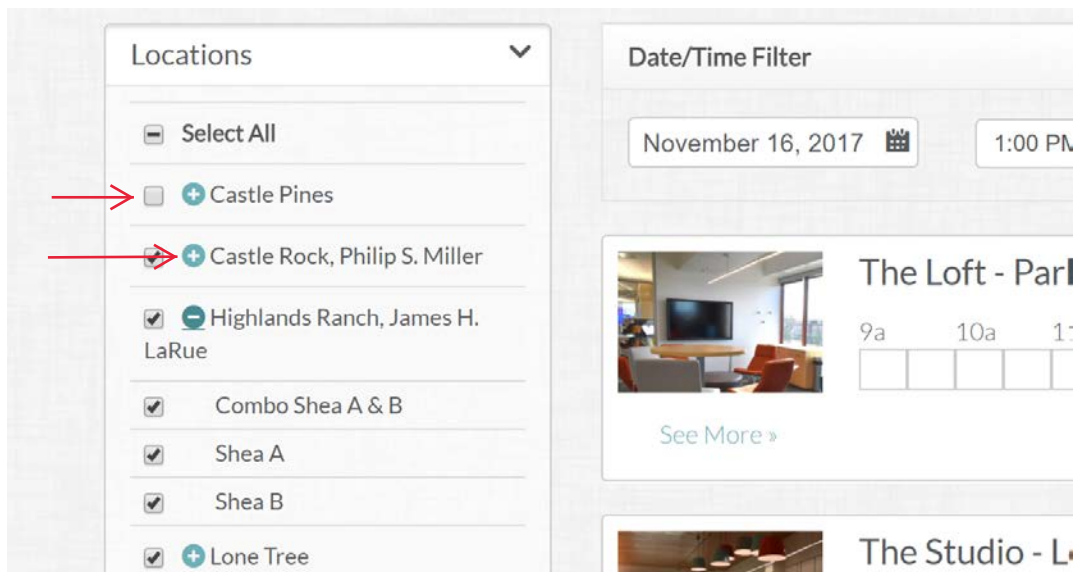 Locations
Select All
Castle Pines
Castle Rock, Philip S. Miller
Highlands Ranch, James H.
LaRue
Combo Shea A & B
Shea A
Shea B
Lone Tree
Date/Time Filter
November 16, 2017
1:00 PM
The Loft - Par
9a 10a
See More »
The Studio - L